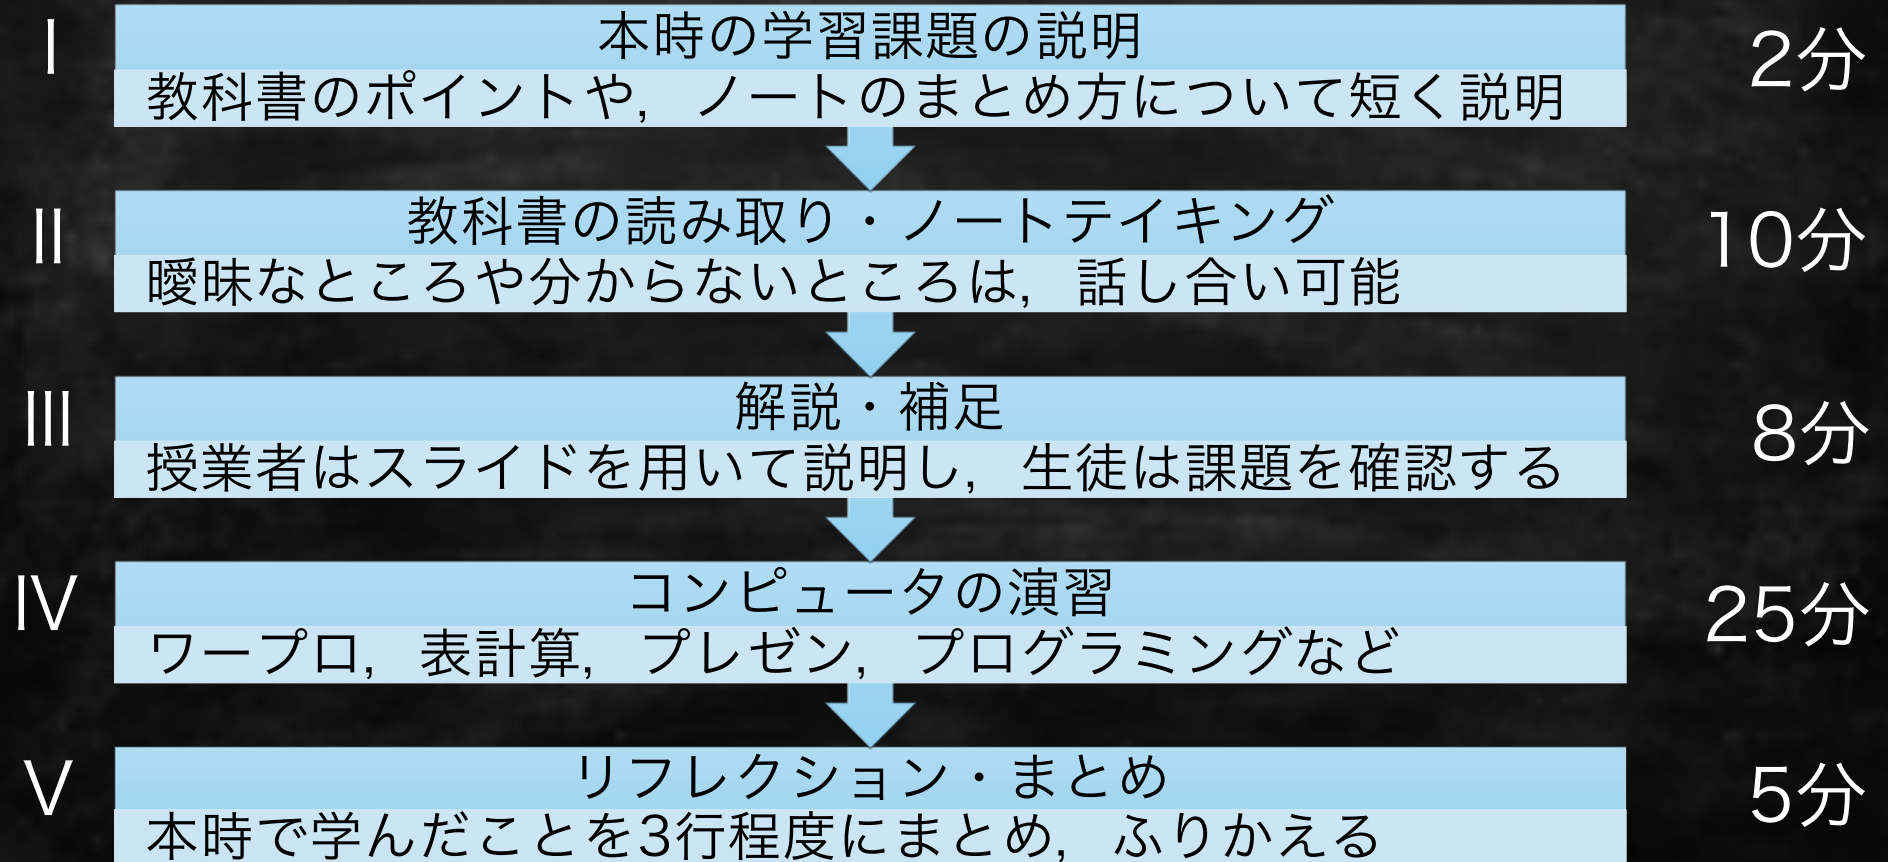 I
本時の学習課題の説明
2分
教科書のポイントや，ノートのまとめ方について短く説明
II
教科書の読み取り・ノートテイキング
10分
曖昧なところや分からないところは，話し合い可能
III
解説・補足
8分
授業者はスライドを用いて説明し，生徒は課題を確認する
IV
コンピュータの演習
25分
ワープロ，表計算，プレゼン，プログラミングなど
V
リフレクション・まとめ
5分
本時で学んだことを3行程度にまとめ，ふりかえる